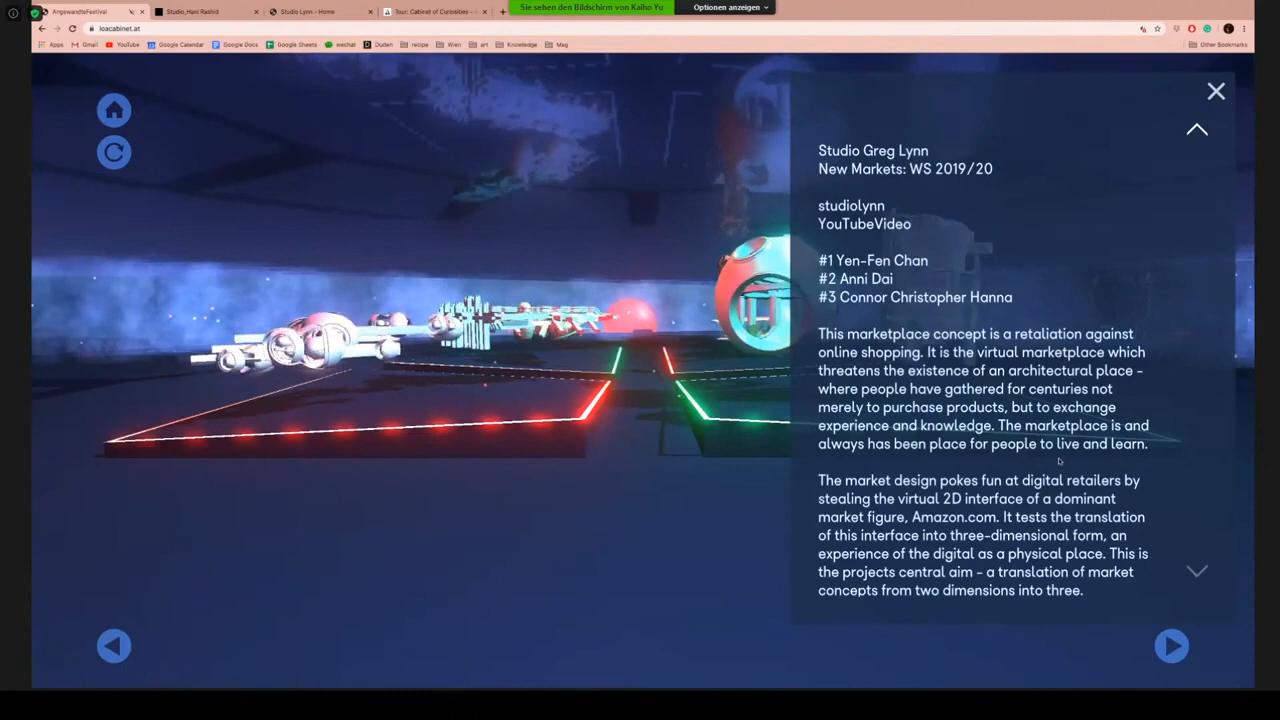 Sie sehen den Bildschirm von Kaiho Yu
Optionen anzeigen
AngewandteFestival
Studio_Hani Rashid
Studio Lynn - Home
Tour: Cabinet of Curiosities -
loacabinet.at
Apps
Gmail
YouTube
Google Calendar
Google Docs
Google Sheets
wechat
Duden
recipe
Wien
art
Knowledge
Mag
Other Bookmarks
Studio Greg Lynn
New Markets: WS 2019/20
studiolynn
YouTubeVideo
#1 Yen-Fen Chan
#2 Anni Dai
#3 Connor Christopher Hanna
This marketplace concept is a retaliation against
online shopping. It is the virtual marketplace which
threatens the existence of an architectural place -
where people have gathered for centuries not
merely to purchase products, but to exchange
experience and knowledge. The marketplace is and
always has been place for people to live and learn.
The market design pokes fun at digital retailers by
stealing the virtual 2D interface of a dominant
market figure, Amazon.com. It tests the translation
of this interface into three-dimensional form, an
experience of the digital as a physical place. This is
the projects central aim - a translation of market
concepts from two dimensions into three.